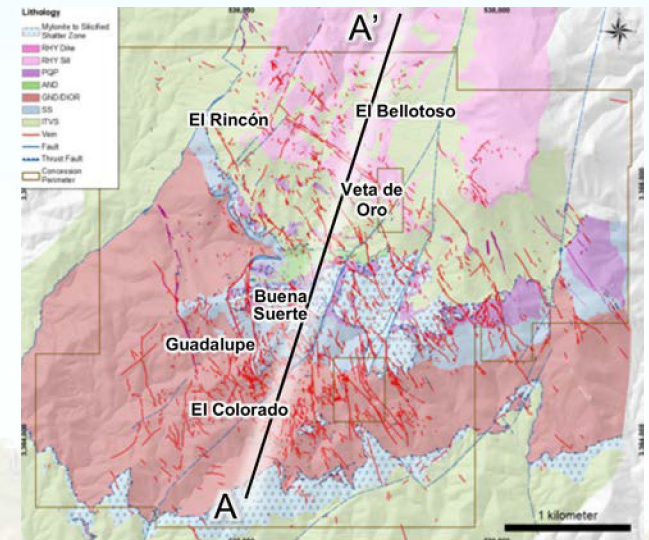 Lithology
Mylonite to Silicified
Shatter Zone
RHY Dike
RHY Sill
PQP
AND
GND/DIOR
SS
ITVS
Vein
Fault
Thrust Fault
Concession
Perimeter
A'
El Rincón
El Bellotoso
Veta de
Oro
Buena
Suerte
Guadalupe
El Colorado
A
1 kilometer